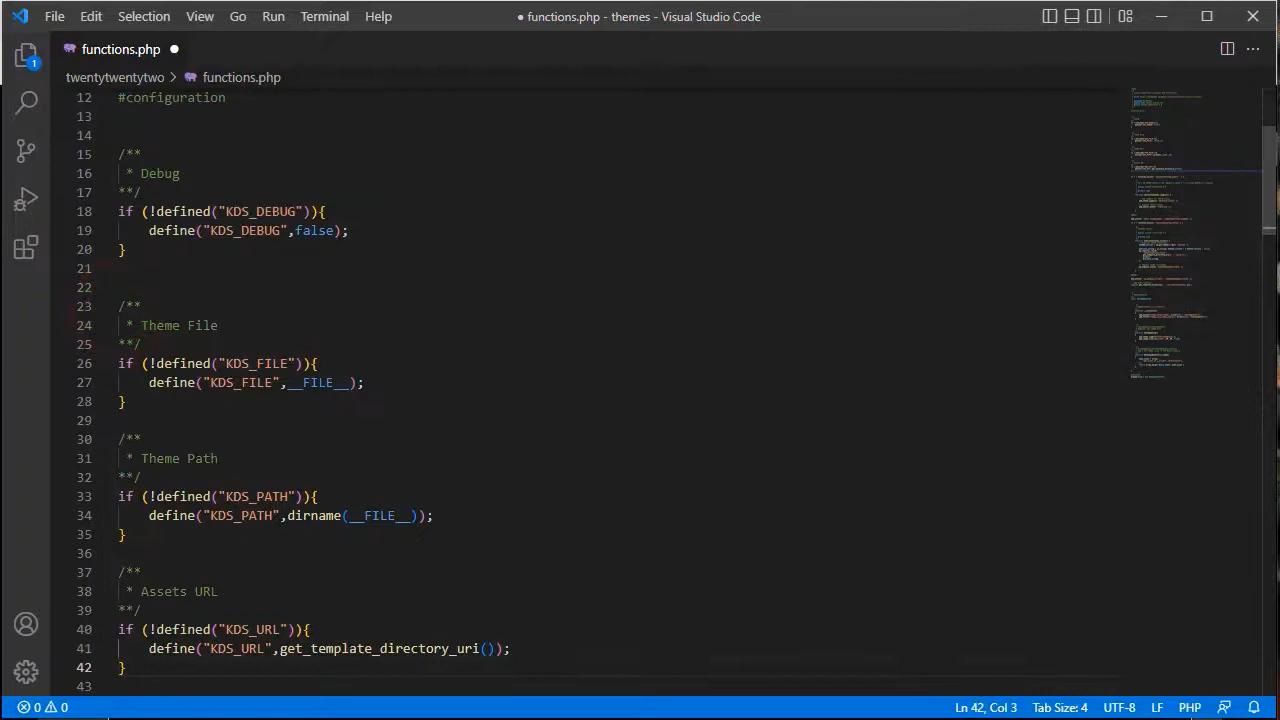 File Edit Selection View Go Run Terminal Help ● functions.php - themes - Visual Studio Code
functions.php
1
twentytwentytwo > functions.php
12 #configuration
13
14
15 /**
16 * Debug
17 **/
18 if (!defined("KDS_DEBUG")){
19 define("KDS_DEBUG",false);
20 }
21
22
23 /**
24 * Theme File
25 **/
26 if (!defined("KDS_FILE")){
27 define("KDS_FILE",__FILE__);
28 }
29
30 /**
31 * Theme Path
32 **/
33 if (!defined("KDS_PATH")){
34 define("KDS_PATH",dirname(__FILE__));
35 }
36
37 /**
38 * Assets URL
39 **/
40 if (!defined("KDS_URL")){
41 define("KDS_URL",get_template_directory_uri());
42 }
43
0 0 Ln 42, Col 3 Tab Size: 4 UTF-8 LF PHP